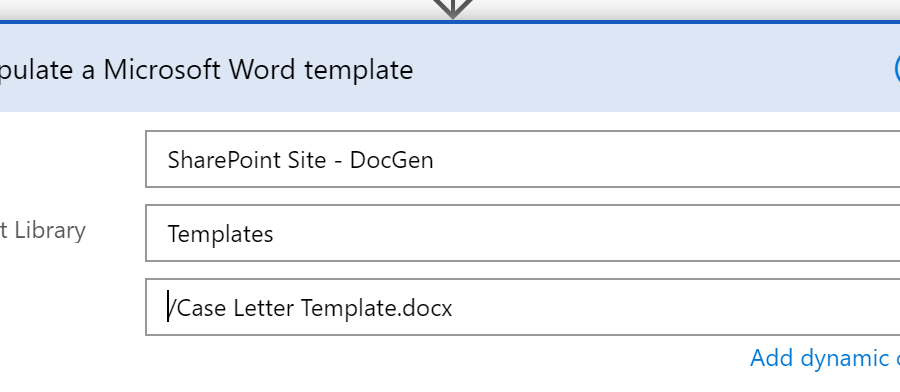 pulate a Microsoft Word template
SharePoint Site - DocGen
t Library
Templates
/Case Letter Template.docx
Add dynamic c